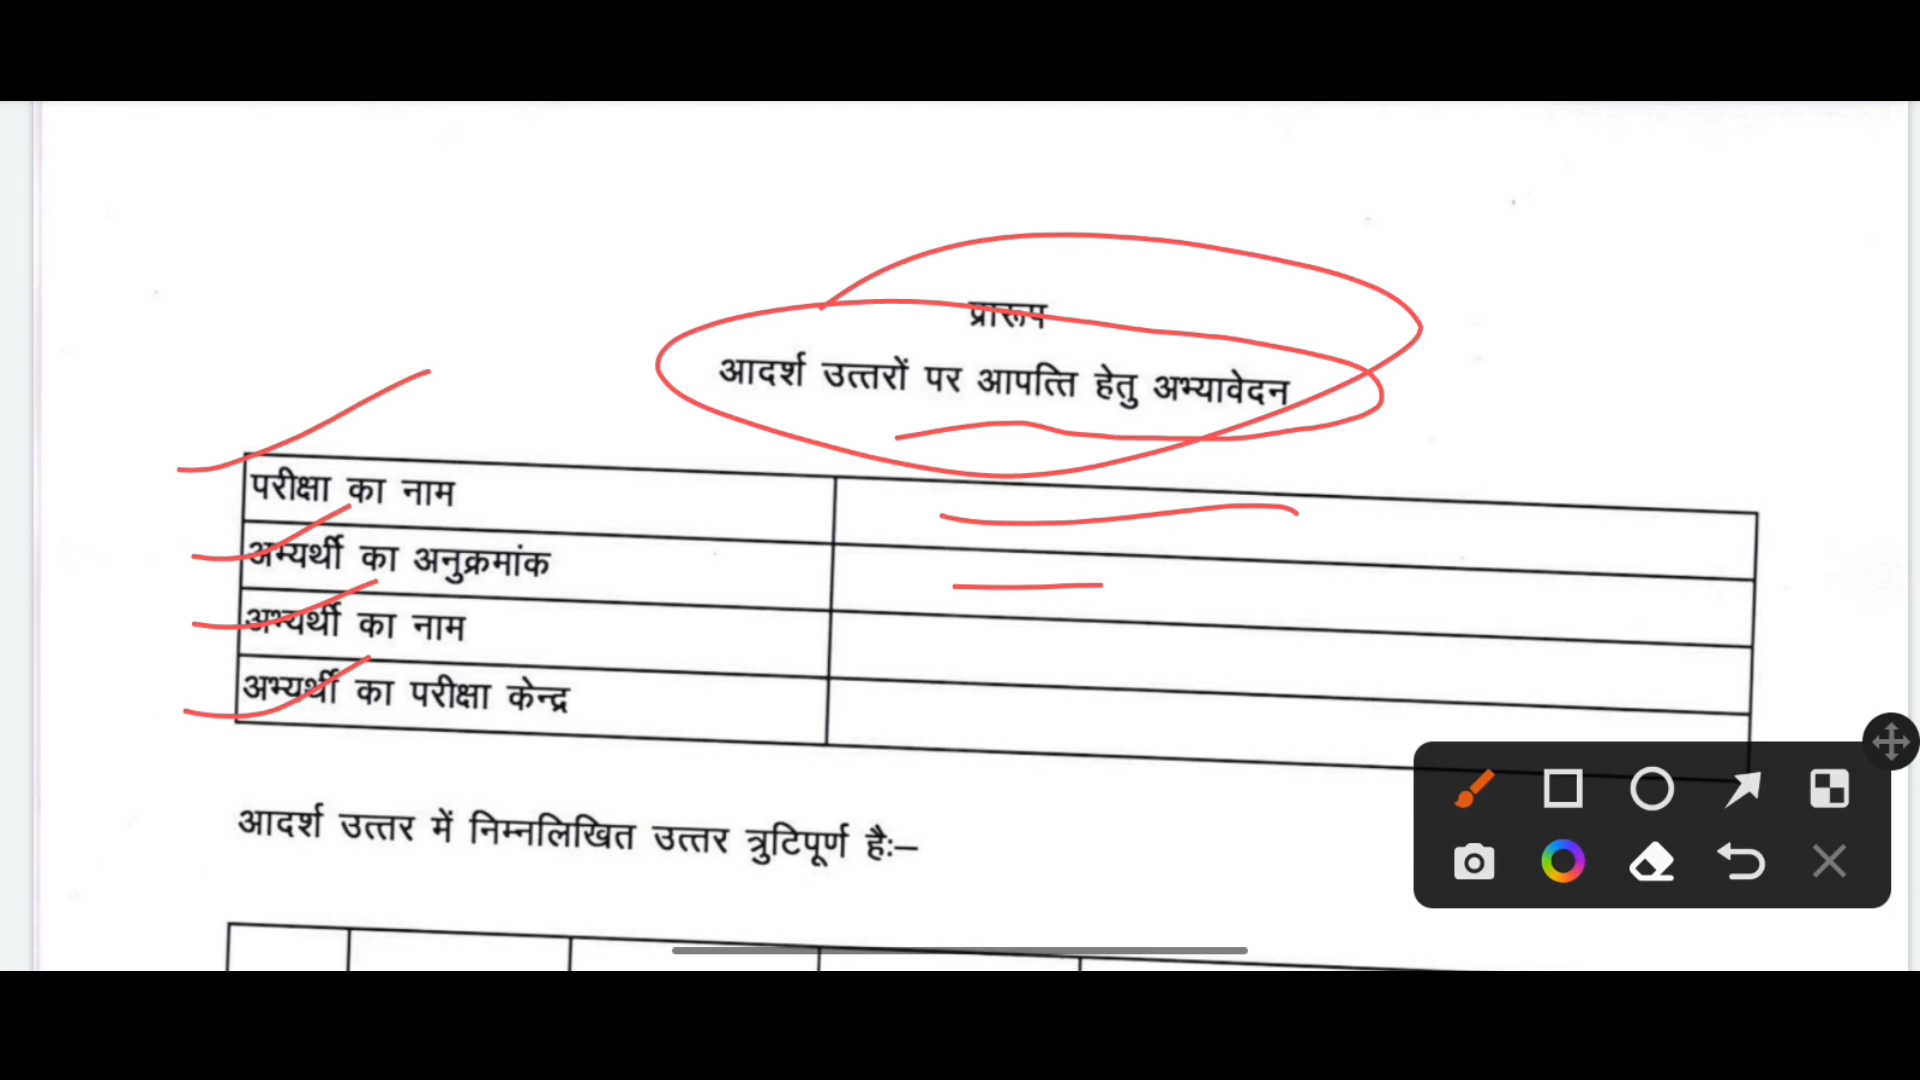 प्रारूप
आदर्श उत्तरों पर आपत्ति हेतु अभ्यावेदन
परीक्षा का नाम
अभ्यर्थी का अनुक्रमांक
अभ्यर्थी का नाम
अभ्यर्थी का परीक्षा केन्द्र
आदर्श उत्तर में निम्नलिखित उत्तर त्रुटिपूर्ण है:–